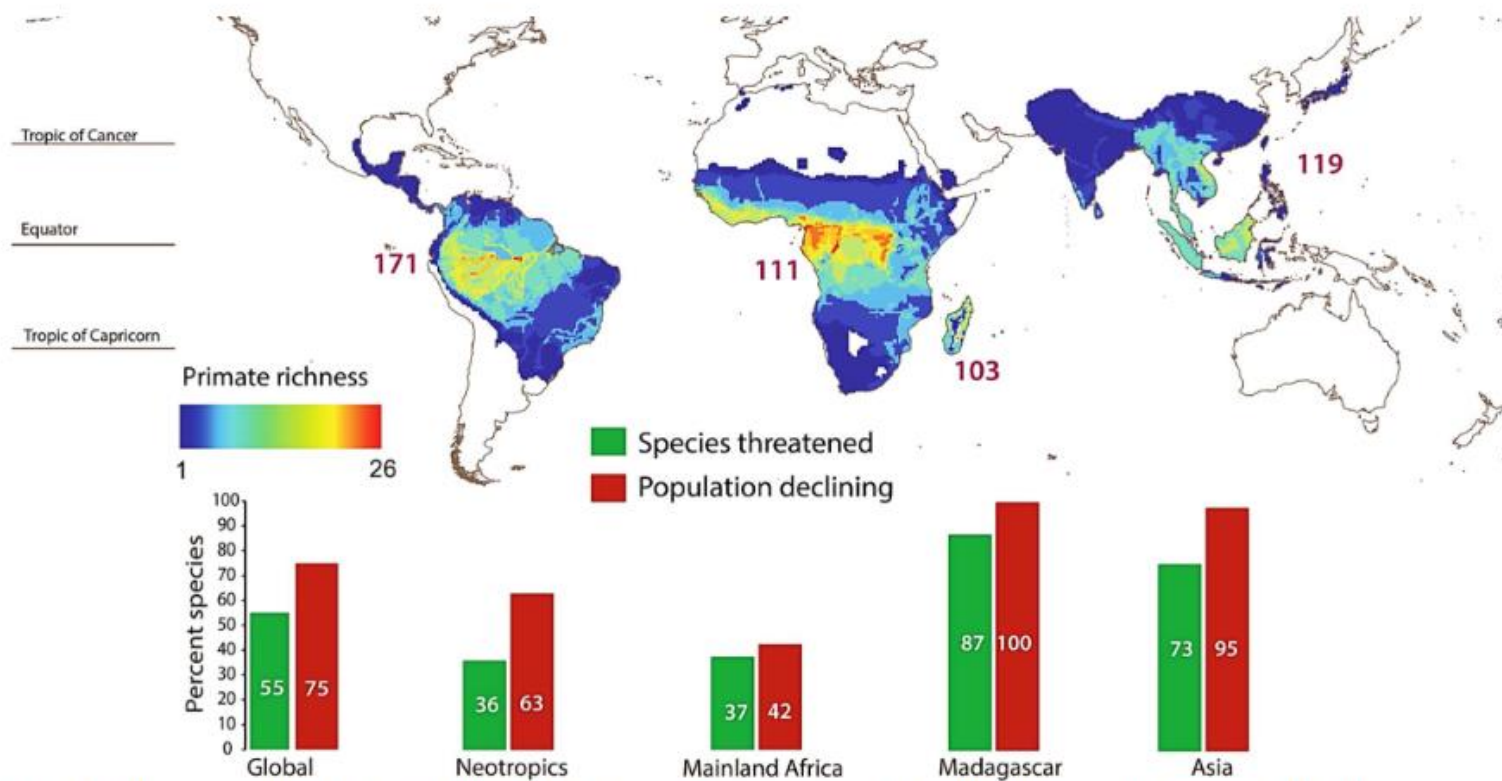 Tropic of Cancer
119
Equator
171
111
Tropic of Capricorn
103
Primate richness
1 26
Species threatened
Population declining
Percent species
100
90
80
70
60
50
40
30
20
10
0
55 75
36 63
37 42
87 100
73 95
Global Neotropics Mainland Africa Madagascar Asia